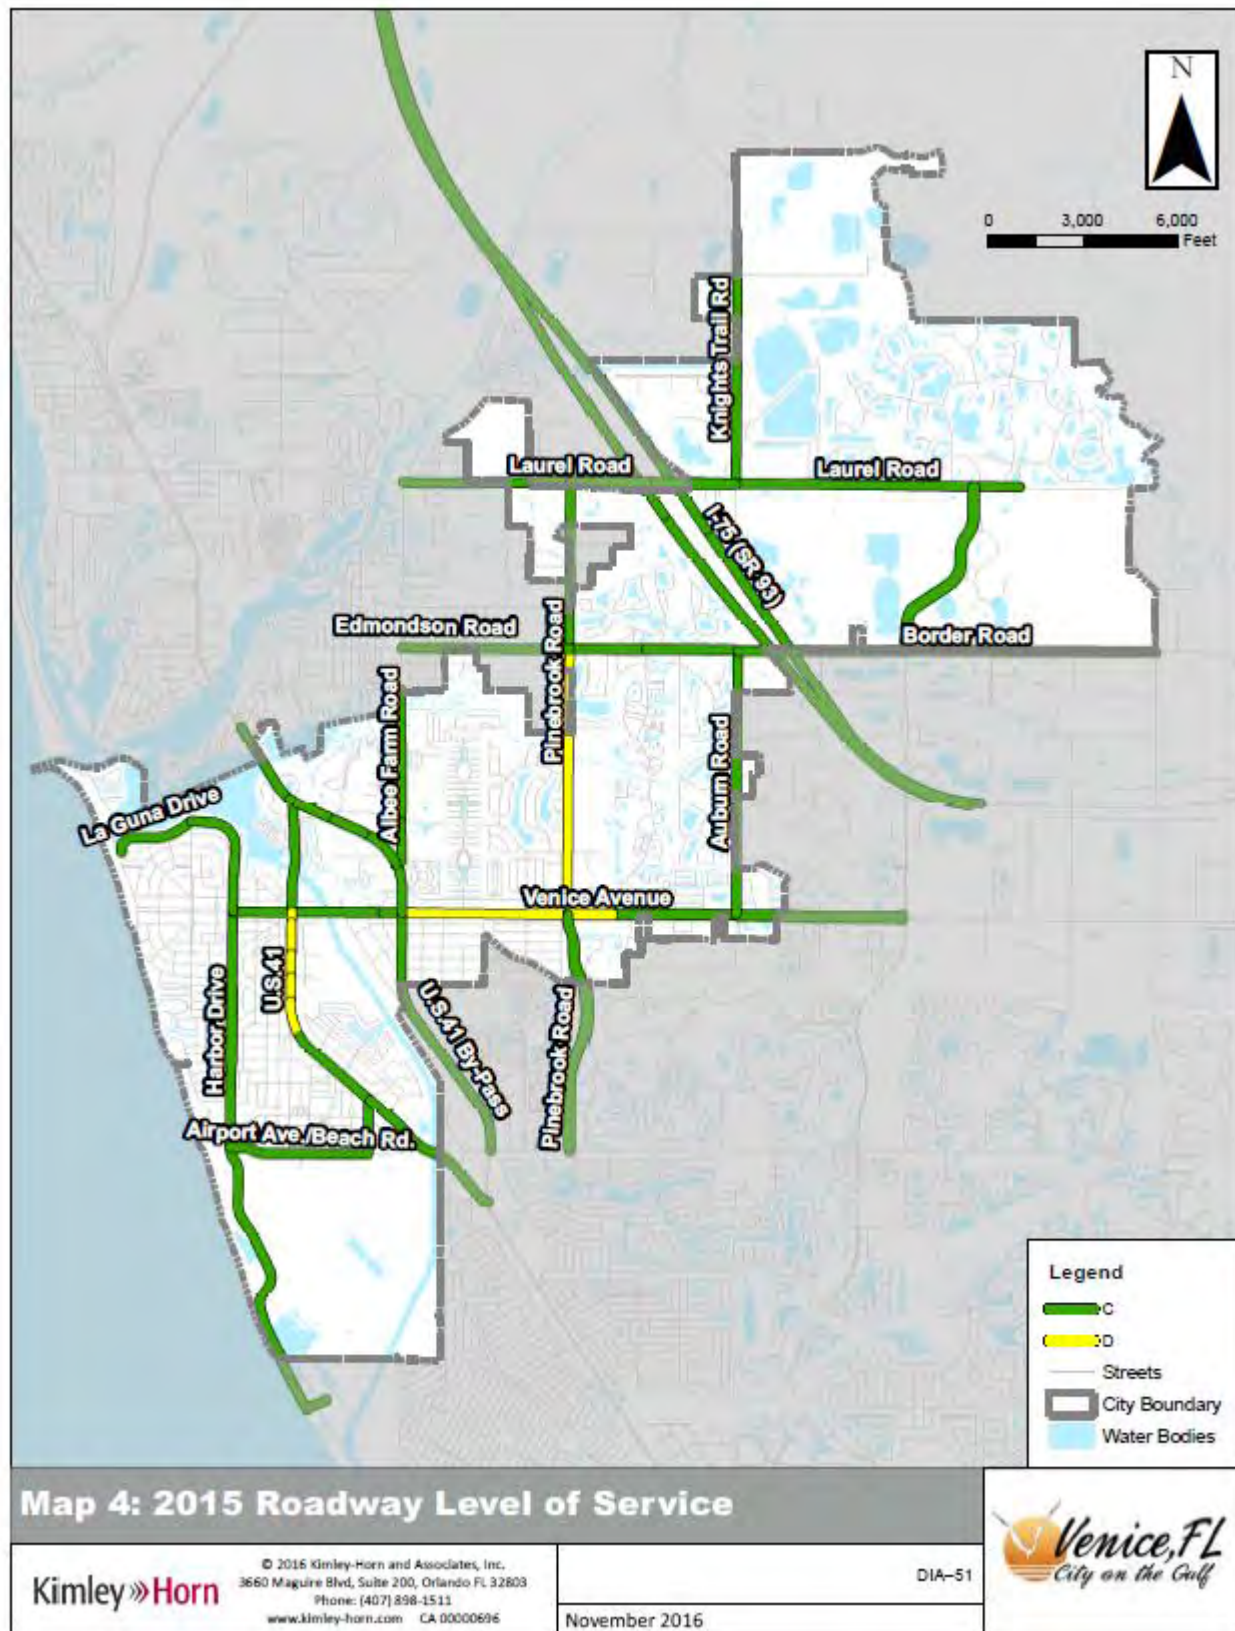 N
0 3,000 6,000
Feet
Knights Trail Rd
Laurel Road
Laurel Road
I-75 (SR 93)
Edmondson Road
Pinebrook Road
Border Road
Albee Farm Road
Auburn Road
La Guna Drive
Venice Avenue
U.S.41
Harbor Drive
U.S.41 By-Pass
Pinebrook Road
Airport Ave./Beach Rd.
Legend
C
D
Streets
City Boundary
Water Bodies
Map 4: 2015 Roadway Level of Service
Kimley»Horn
© 2016 Kimley-Horn and Associates, Inc.
3660 Maguire Blvd, Suite 200, Orlando FL 32803
Phone: (407) 898-1511
www.kimley-horn.com CA 00000696
DIA–51
November 2016
Venice, FL
City on the Gulf